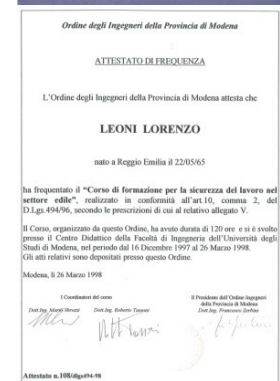 Ordine degli Ingegneri della Provincia di Modena
ATTESTATO DI FREQUENZA
L'Ordine degli Ingegneri della Provincia di Modena attesta che
LEONI LORENZO
nato a Reggio Emilia il 22/05/65
ha frequentato il "Corso di formazione per la sicurezza del lavoro nel
settore edile", realizzato in conformità all'art.10, comma 2, del
D.Lgs.494/96, secondo le prescrizioni di cui al relativo allegato V.
Il Corso, organizzato da questo Ordine, ha avuto durata di 120 ore e si è svolto
presso il Centro Didattico della Facoltà di Ingegneria dell'Università degli
Studi di Modena, nel periodo dal 16 Dicembre 1997 al 26 Marzo 1998.
Gli atti relativi sono depositati presso questo Ordine.
Modena, lì 26 Marzo 1998
I Coordinatori del corso
Il Presidente dell'Ordine Ingegneri
della Provincia di Modena
Dott.Ing. Dott.Ing. Roberto
Dott.Ing. Francesco
Attestato n.108/dlgs494-98